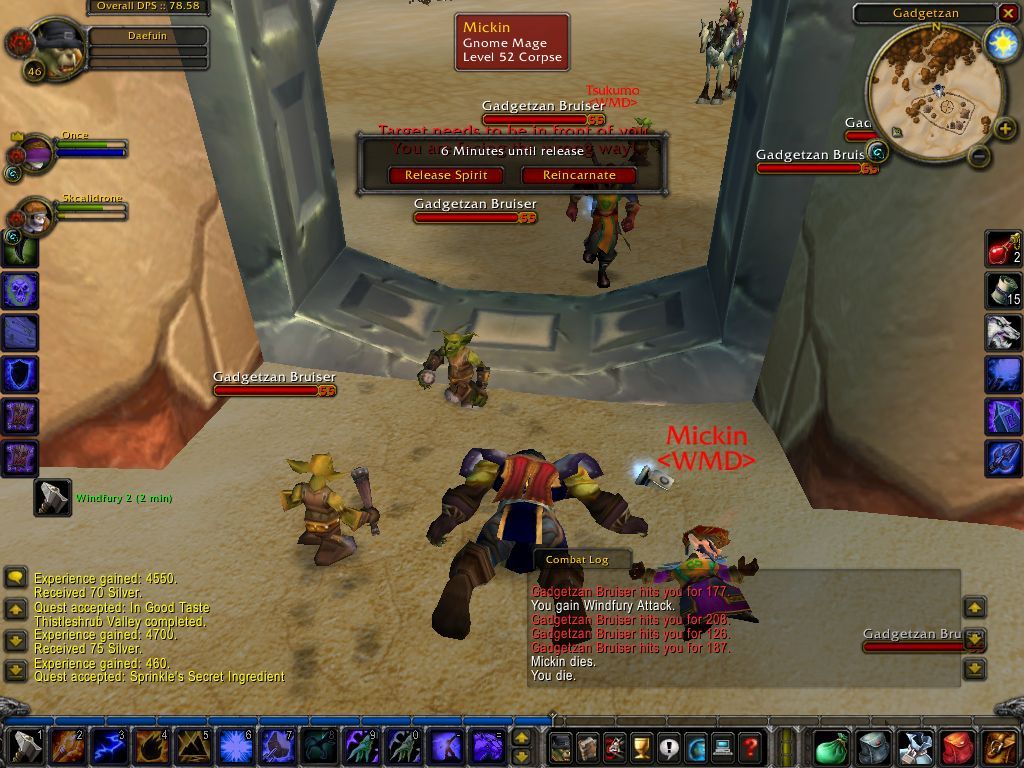 Overall DPS :: 78.58
Daefuin
46
Mickin
Gnome Mage
Level 52 Corpse
Gadgetzan
N
Tsukumo
<WMD>
Gadgetzan Bruiser
55
Target needs to be in front of you
6 Minutes until release
Release Spirit
Reincarnate
Once
Skcalidrone
Gadgetzan Bruiser
55
Gad
Gadgetzan Bruis
2
15
Gadgetzan Bruiser
55
Mickin
<WMD>
Windfury 2 (2 min)
Combat Log
Experience gained: 4550.
Received 70 Silver.
Quest accepted: In Good Taste
Thistleshrub Valley completed.
Experience gained: 4700.
Received 75 Silver.
Experience gained: 460.
Quest accepted: Sprinkle's Secret Ingredient
Gadgetzan Bruiser hits you for 177.
You gain Windfury Attack.
Gadgetzan Bruiser hits you for 208.
Gadgetzan Bruiser hits you for 126.
Gadgetzan Bruiser hits you for 187.
Mickin dies.
You die.
Gadgetzan Bru
1 2 3 4 5 6 7 8 9 0 - =